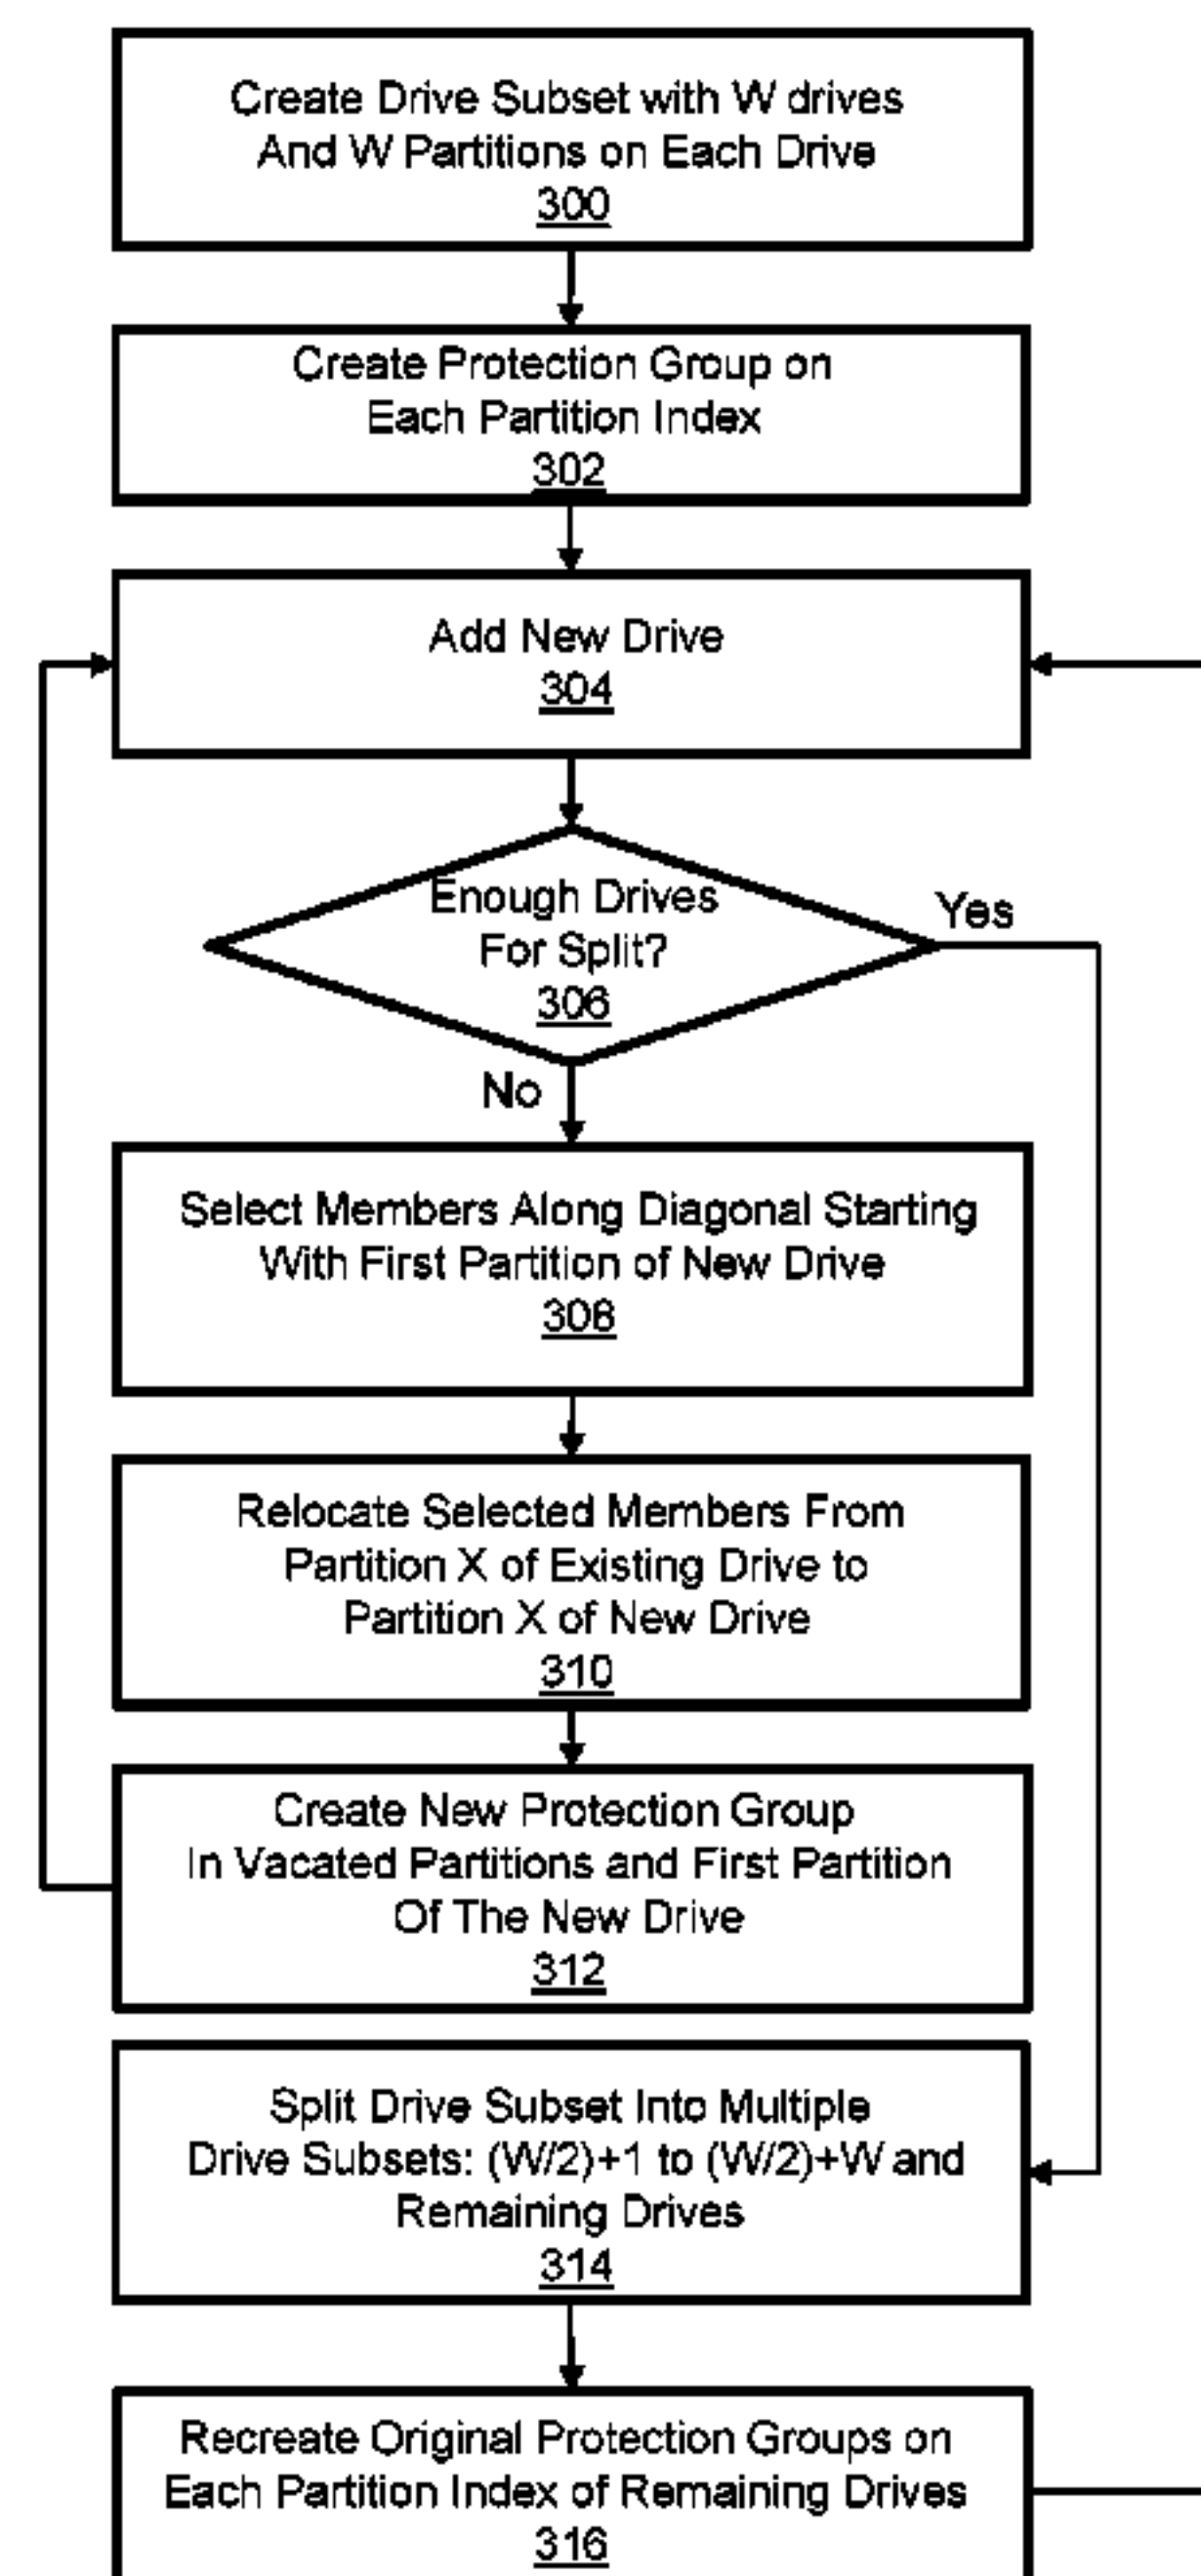 Create Drive Subset with W drives
And W Partitions on Each Drive
300
Create Protection Group on
Each Partition Index
302
Add New Drive
304
Enough Drives
For Split?
306
Yes
No
Select Members Along Diagonal Starting
With First Partition of New Drive
308
Relocate Selected Members From
Partition X of Existing Drive to
Partition X of New Drive
310
Create New Protection Group
In Vacated Partitions and First Partition
Of The New Drive
312
Split Drive Subset Into Multiple
Drive Subsets: (W/2)+1 to (W/2)+W and
Remaining Drives
314
Recreate Original Protection Groups on
Each Partition Index of Remaining Drives
316